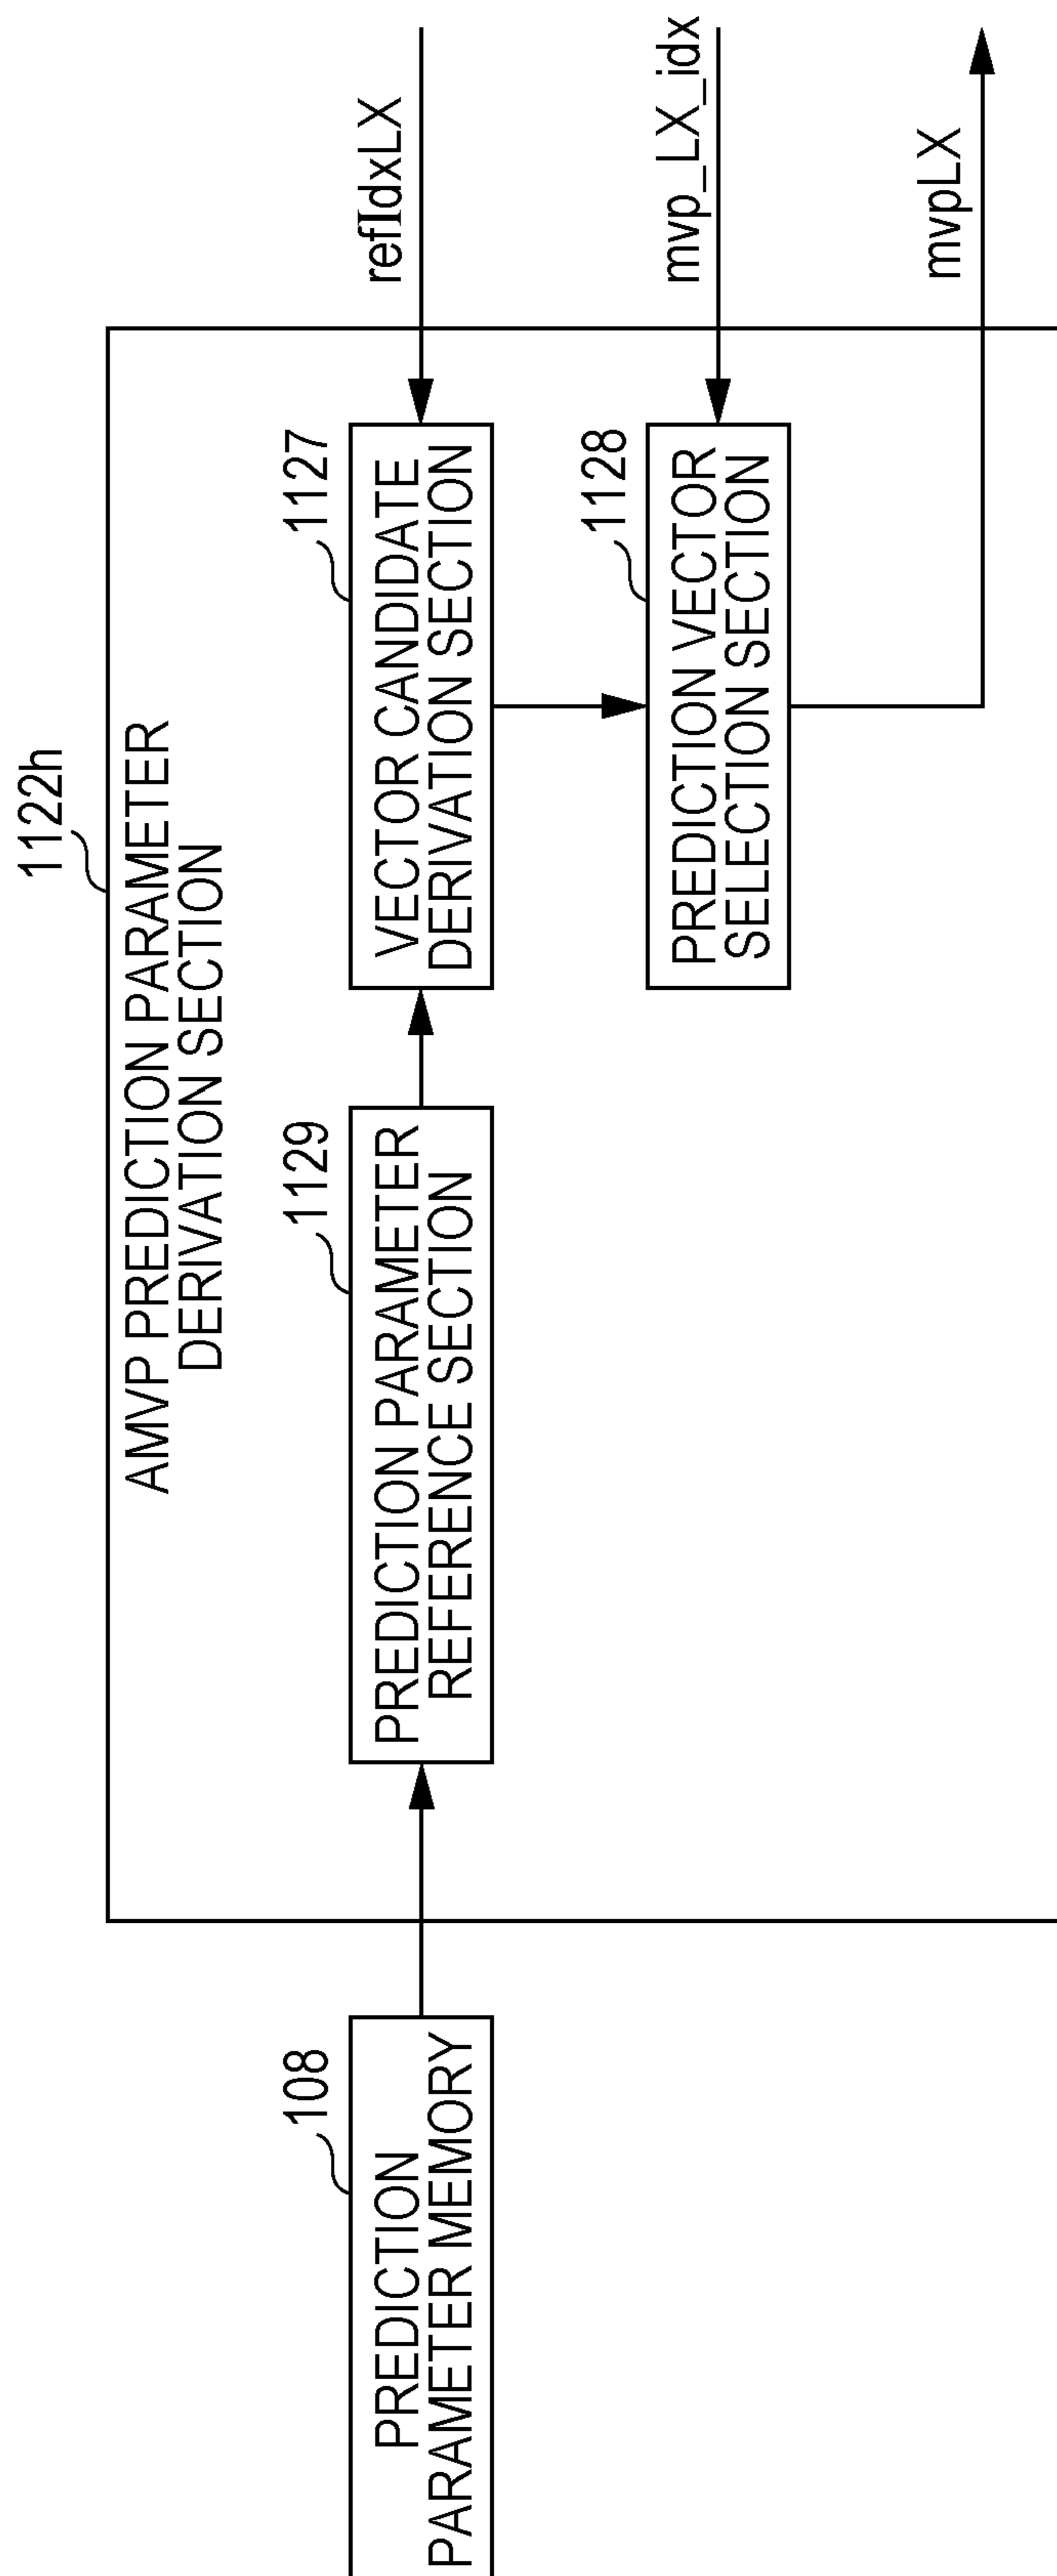 1122h
AMVP PREDICTION PARAMETER
DERIVATION SECTION
108
PREDICTION
PARAMETER MEMORY
1129
PREDICTION PARAMETER
REFERENCE SECTION
1127
VECTOR CANDIDATE
DERIVATION SECTION
refIdxLX
1128
PREDICTION VECTOR
SELECTION SECTION
mvp_LX_idx
mvpLX